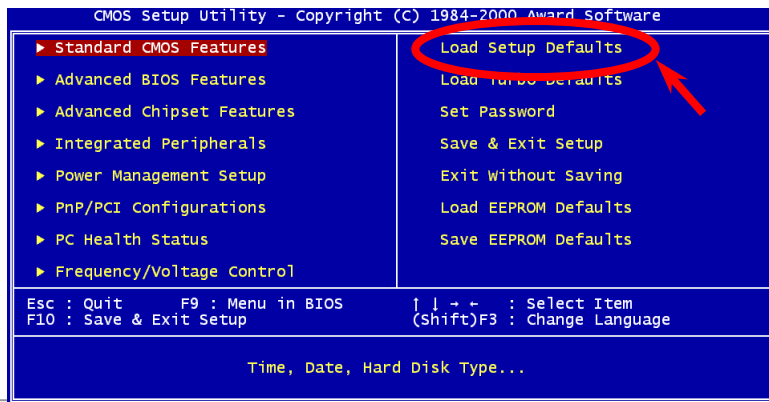 CMOS Setup Utility - Copyright (C) 1984-2000 Award Software
▶ Standard CMOS Features
▶ Advanced BIOS Features
▶ Advanced Chipset Features
▶ Integrated Peripherals
▶ Power Management Setup
▶ PnP/PCI Configurations
▶ PC Health Status
▶ Frequency/Voltage Control
Load Setup Defaults
Load Turbo Defaults
Set Password
Save & Exit Setup
Exit Without Saving
Load EEPROM Defaults
Save EEPROM Defaults
Esc : Quit F9 : Menu in BIOS ↑ ↓ → ← : Select Item
F10 : Save & Exit Setup (Shift)F3 : Change Language
Time, Date, Hard Disk Type...